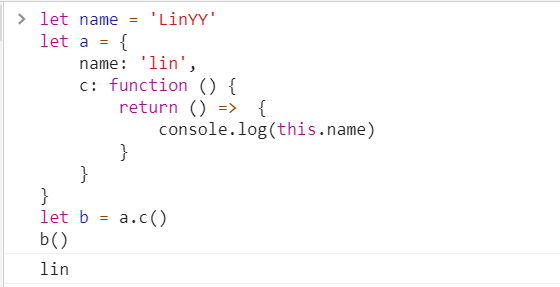 > let name = 'LinYY'
let a = {
    name: 'lin',
    c: function () {
        return () =>  {
            console.log(this.name)
        }
    }
}
let b = a.c()
b()
lin